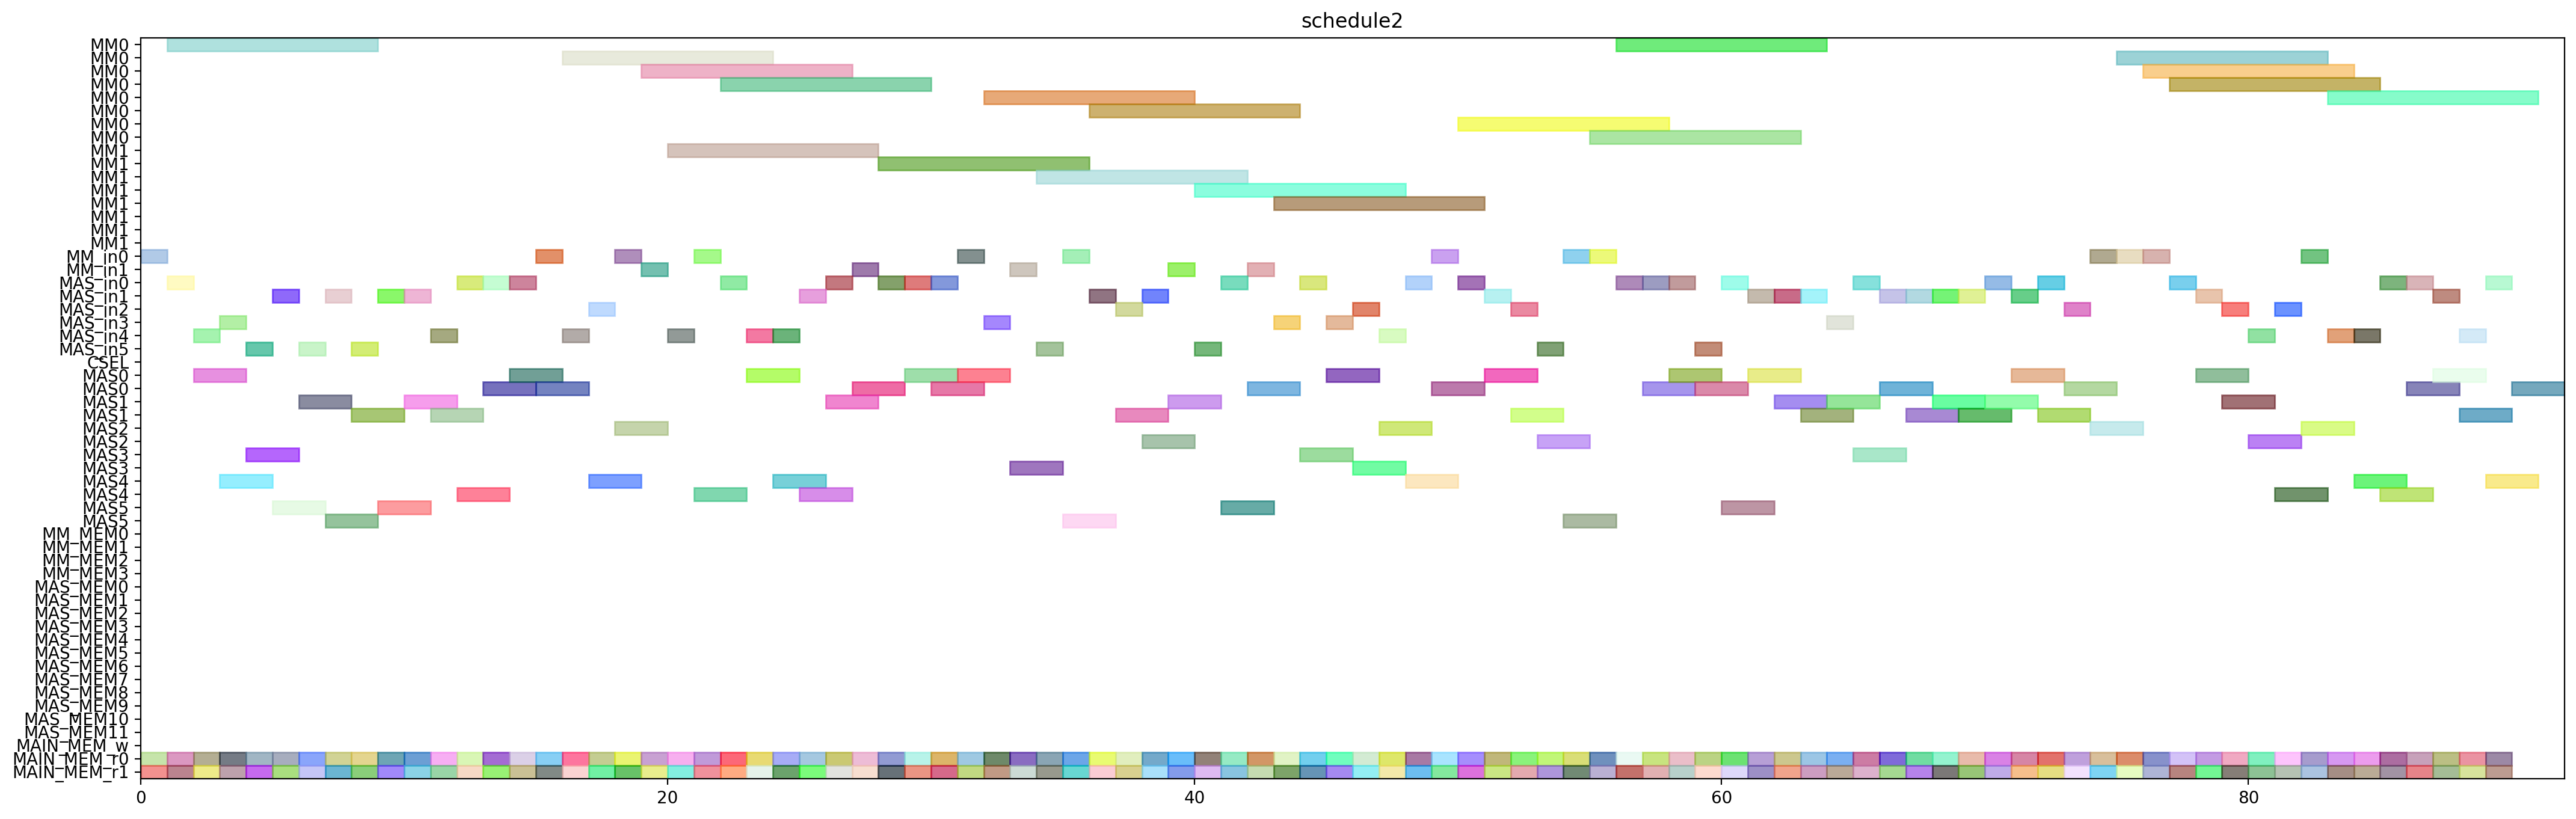 schedule2
MM0
MM0
MM0
MM0
MM0
MM0
MM0
MM0
MM1
MM1
MM1
MM1
MM1
MM1
MM1
MM1
MM_in0
MM_in1
MAS_in0
MAS_in1
MAS_in2
MAS_in3
MAS_in4
MAS_in5
CSEL
MAS0
MAS0
MAS1
MAS1
MAS2
MAS2
MAS3
MAS3
MAS4
MAS4
MAS5
MAS5
MM_MEM0
MM_MEM1
MM_MEM2
MM_MEM3
MAS_MEM0
MAS_MEM1
MAS_MEM2
MAS_MEM3
MAS_MEM4
MAS_MEM5
MAS_MEM6
MAS_MEM7
MAS_MEM8
MAS_MEM9
MAS_MEM10
MAS_MEM11
MAIN_MEM_w
MAIN_MEM_r0
MAIN_MEM_r1
0 20 40 60 80